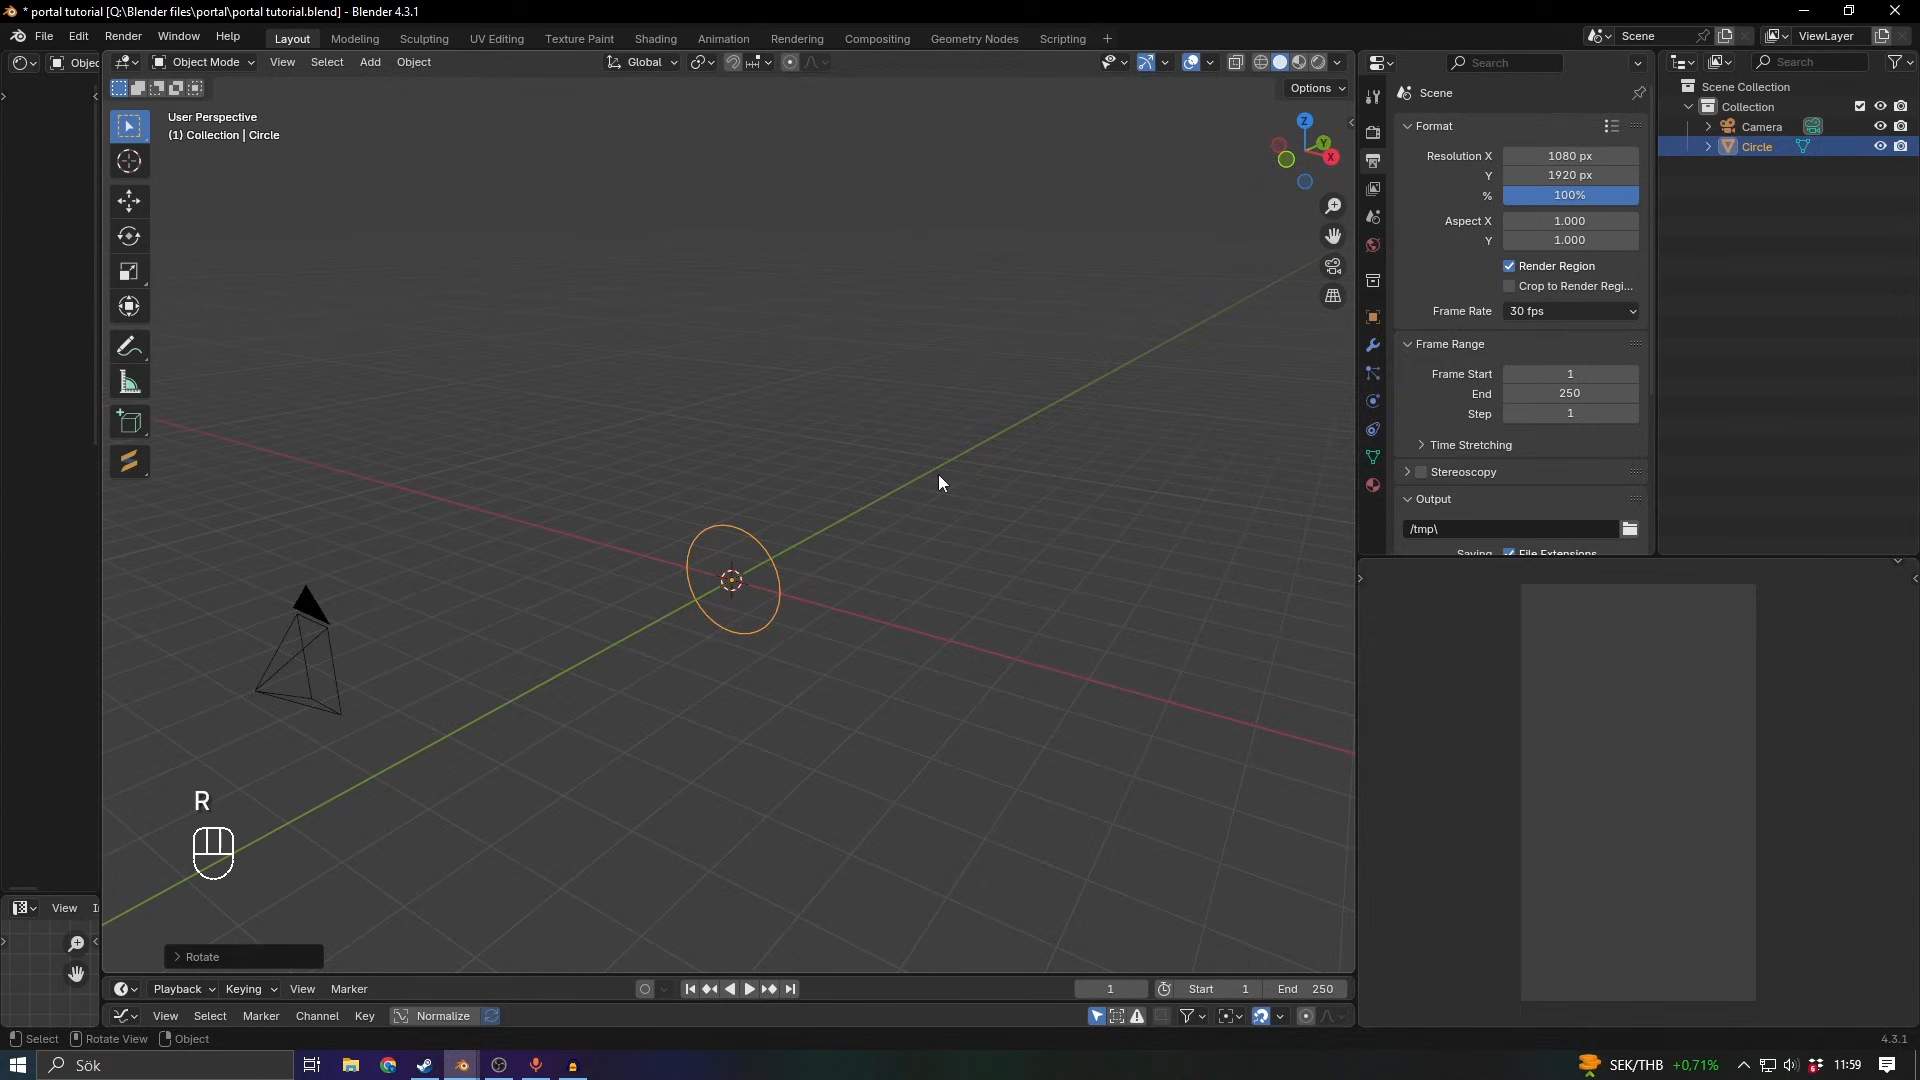 * portal tutorial [Q:\Blender files\portal\portal tutorial.blend] - Blender 4.3.1
File Edit Render Window Help
Layout Modeling Sculpting UV Editing Texture Paint Shading Animation Rendering Compositing Geometry Nodes Scripting +
Scene
ViewLayer
Objec
Object Mode View Select Add Object
Global
Options
User Perspective
(1) Collection | Circle
Z
Y
X
R
Rotate
Search
Scene
Format
Resolution X 1080 px
Y 1920 px
% 100%
Aspect X 1.000
Y 1.000
Render Region
Crop to Render Regi...
Frame Rate 30 fps
Frame Range
Frame Start 1
End 250
Step 1
Time Stretching
Stereoscopy
Output
/tmp\
Saving File Extensions
Search
Scene Collection
Collection
Camera
Circle
View
Playback Keying View Marker
1
Start 1
End 250
View Select Marker Channel Key Normalize
Select Rotate View Object
4.3.1
Sök
SEK/THB +0,71%
11:59